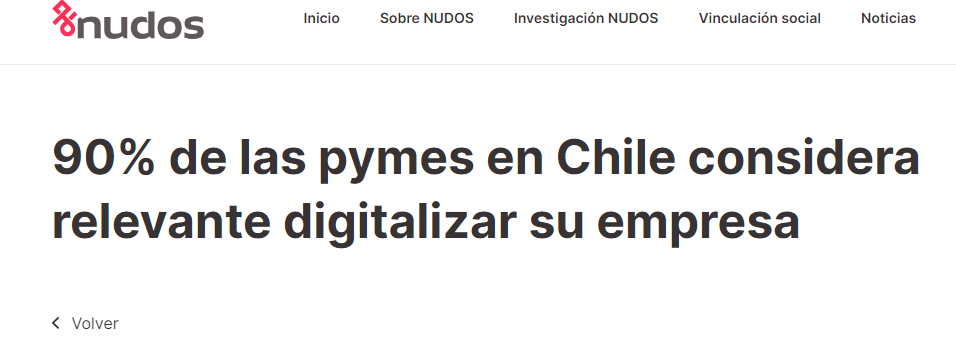 nudos
Inicio
Sobre NUDOS
Investigación NUDOS
Vinculación social
Noticias
90% de las pymes en Chile considera
relevante digitalizar su empresa
Volver